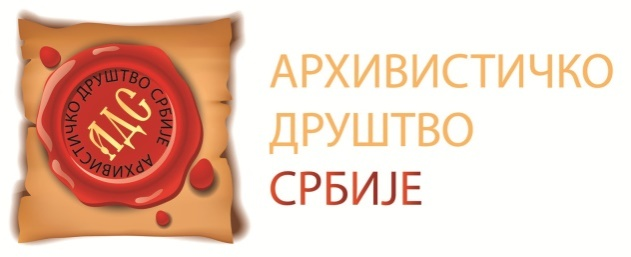 АРХИВИСТИЧКО ДРУШТВО СРБИЈЕ
АДС
АРХИВИСТИЧКО
ДРУШТВО
СРБИЈЕ